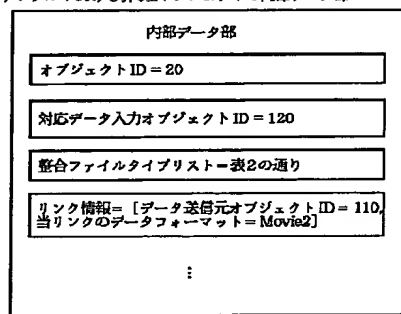 内部データ部
オブジェクトID＝20
対応データ入力オブジェクトID＝120
整合ファイルタイプリスト＝表2の通り
リンク情報＝［データ送信元オブジェクトID＝110,
当リンクのデータフォーマット＝Movie2］
⋮